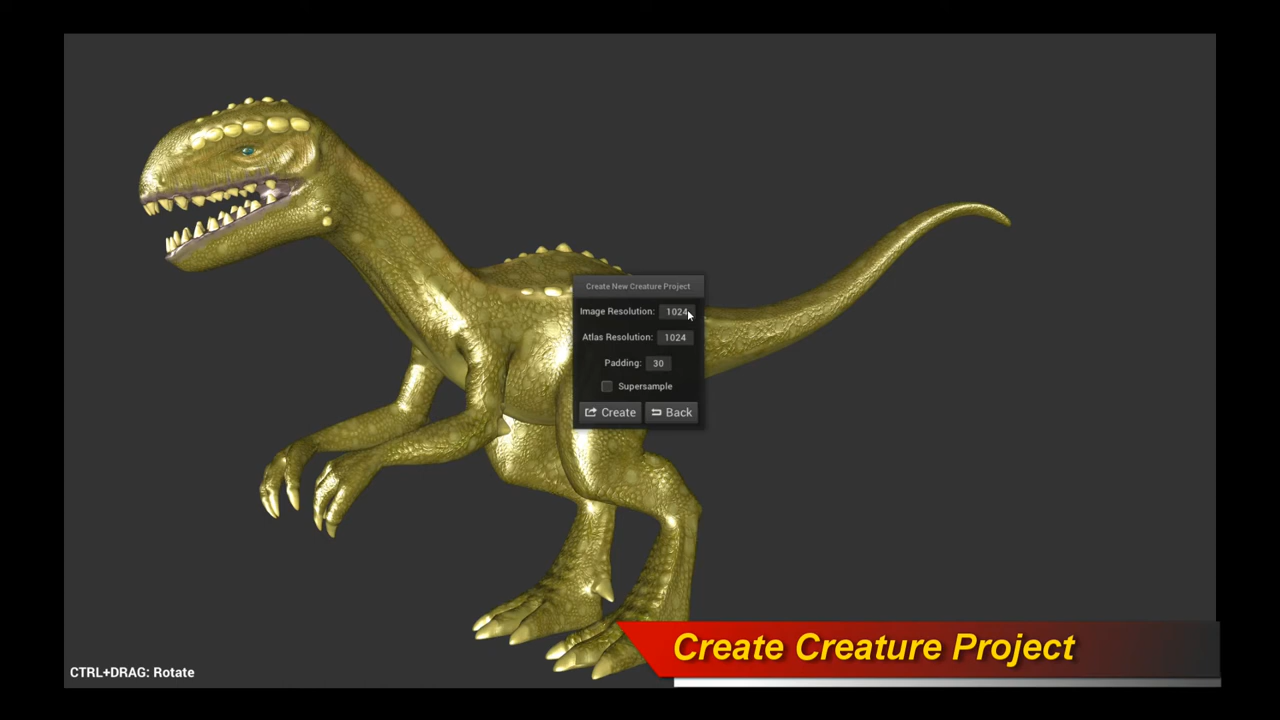 Create New Creature Project
Image Resolution: 1024
Atlas Resolution: 1024
Padding: 30
Supersample
Create Back
Create Creature Project
CTRL+DRAG: Rotate